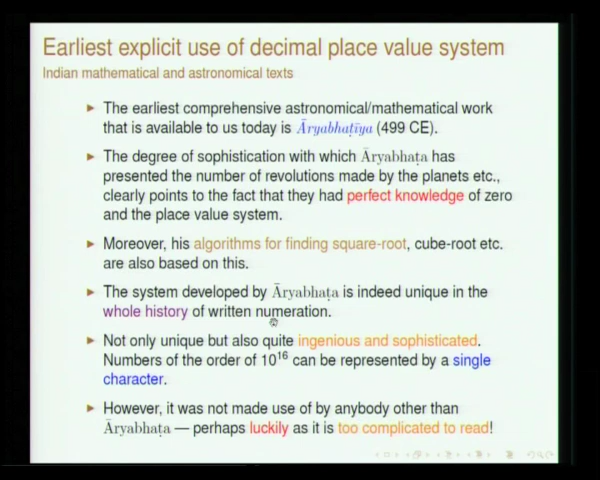 Earliest explicit use of decimal place value system
Indian mathematical and astronomical texts
▶ The earliest comprehensive astronomical/mathematical work
that is available to us today is Āryabhaṭīya (499 CE).
▶ The degree of sophistication with which Āryabhaṭa has
presented the number of revolutions made by the planets etc.,
clearly points to the fact that they had perfect knowledge of zero
and the place value system.
▶ Moreover, his algorithms for finding square-root, cube-root etc.
are also based on this.
▶ The system developed by Āryabhaṭa is indeed unique in the
whole history of written numeration.
▶ Not only unique but also quite ingenious and sophisticated.
Numbers of the order of 10¹⁶ can be represented by a single
character.
▶ However, it was not made use of by anybody other than
Āryabhaṭa — perhaps luckily as it is too complicated to read!